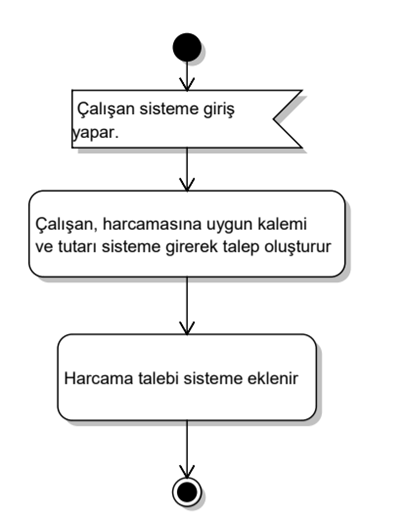 Çalışan sisteme giriş
yapar.
Çalışan, harcamasına uygun kalemi
ve tutarı sisteme girerek talep oluşturur
Harcama talebi sisteme eklenir